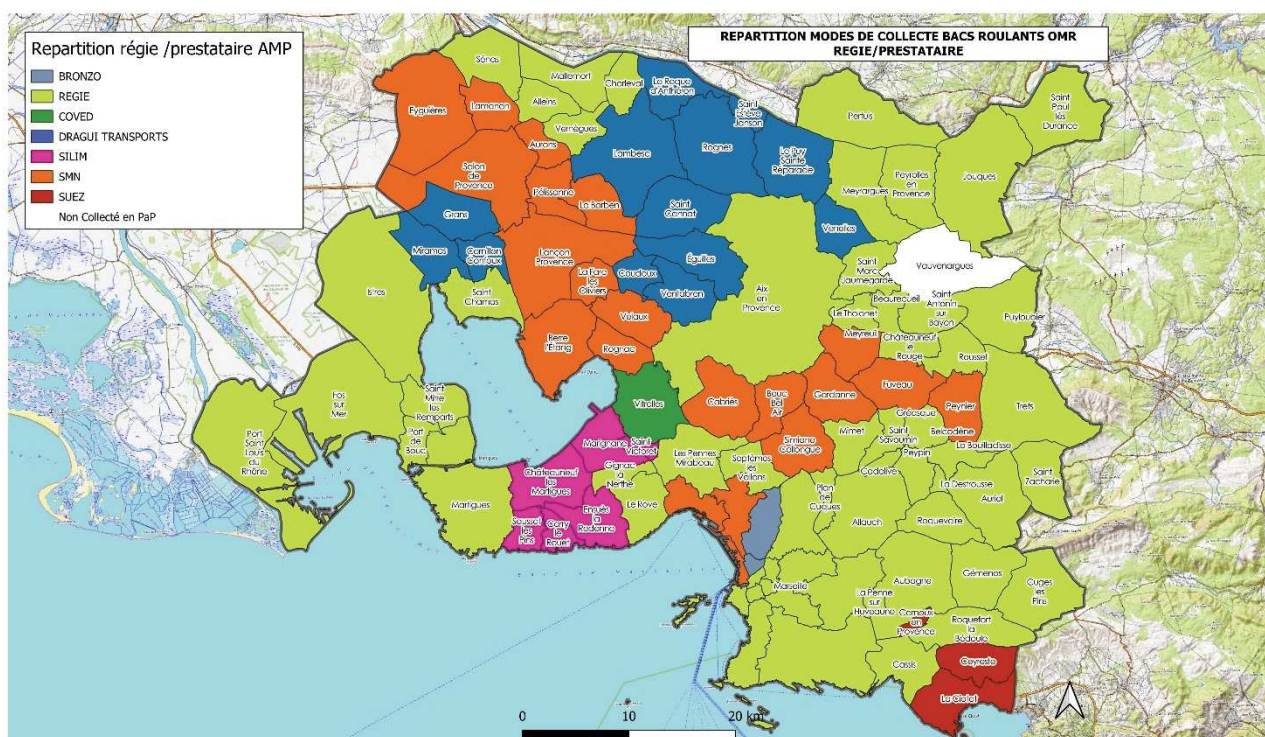 REPARTITION MODES DE COLLECTE BACS ROULANTS OMR
REGIE/PRESTATAIRE
Repartition régie /prestataire AMP
BRONZO
REGIE
COVED
DRAGUI TRANSPORTS
SILIM
SMN
SUEZ
Non Collecté en PaP
Sénas
Mallemort
Charleval
La Roque
d'Anthéron
Alleins
Vernègues
Eyguières
Lamanon
Aurons
Salon
de
Provence
Pélissanne
La Barben
Lambesc
Rognes
Saint
Estève
Janson
Le Puy
Sainte
Réparade
Pertuis
Saint
Paul lès
Durance
Meyrargues
Peyrolles
en
Provence
Jouques
Grans
Miramas
Cornillon
Confoux
Saint
Chamas
Istres
Lançon
Provence
La Fare
les
Oliviers
Coudoux
Ventabren
Éguilles
Saint
Cannat
Venelles
Vauvenargues
Aix
en
Provence
Saint
Marc
Jaumegarde
Beaurecueil
Saint
Antonin
sur
Bayon
Le Tholonet
Puyloubier
Velaux
Berre
l'Étang
Rognac
Meyreuil
Châteauneuf
le
Rouge
Rousset
Vitrolles
Cabriès
Bouc
Bel
Air
Gardanne
Fuveau
Peynier
Trets
Gréasque
Belcodène
Simiane
Collongue
Mimet
Saint
Savournin
La Bouilladisse
Peypin
Cadolive
La Destrousse
Auriol
Saint
Zacharie
Fos
sur
Mer
Saint
Mitre
les
Remparts
Port
de
Bouc
Port
Saint
Louis
du
Rhône
Martigues
Marignane
Saint
Victoret
Châteauneuf
les
Martigues
Gignac
la
Nerthe
Les Pennes
Mirabeau
Septèmes
les
Vallons
Ensuès
la
Redonne
Le Rove
Sausset
les
Pins
Carry
le
Rouet
Plan
de
Cuques
Allauch
Roquevaire
Marseille
La Penne
sur
Huveaune
Aubagne
Gémenos
Cuges
les
Pins
Carnoux
en
Provence
Roquefort
la
Bédoule
Cassis
Ceyreste
La Ciotat
0 10 20 km